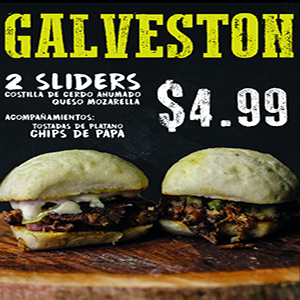 GALVESTON
2 SLIDERS
COSTILLA DE CERDO AHUMADO
QUESO MOZARELLA
$4.99
ACOMPAÑAMIENTOS:
TOSTADAS DE PLATANO
CHIPS DE PAPA